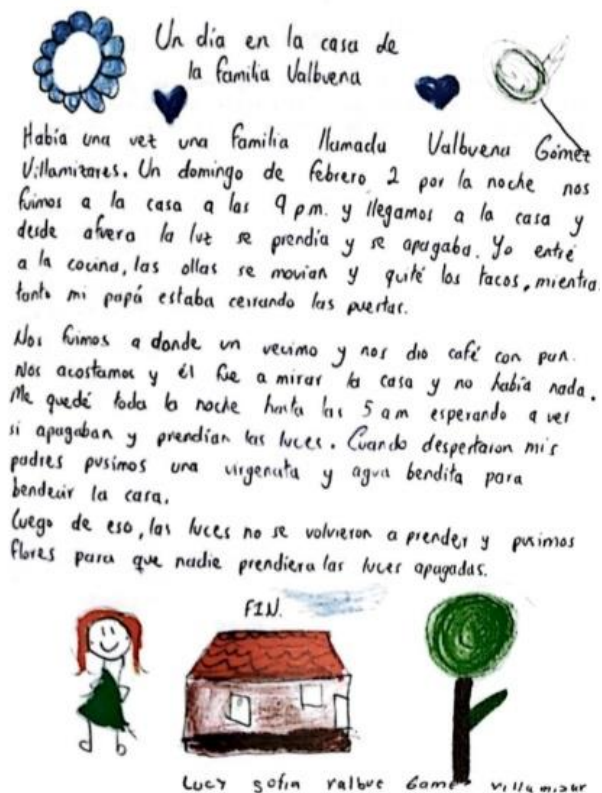 Un día en la casa de
la familia Valbuena
Había una vez una familia llamada Valbuena Gómez
Villamizares. Un domingo de febrero 2 por la noche nos
fuimos a la casa a las 9 p.m. y llegamos a la casa y
desde afuera la luz se prendía y se apagaba. Yo entré
a la cocina, las ollas se movían y quité los tacos, mientras
tanto mi papá estaba cerrando las puertas.
Nos fuimos a donde un vecimo y nos dio café con pan.
Nos acostamos y él fue a mirar la casa y no había nada.
Me quedé toda la noche hasta las 5 am esperando a ver
si apagaban y prendían las luces. Cuando despertaron mis
padres pusimos una virgencita y agua bendita para
bendecir la casa.
Luego de eso, las luces no se volvieron a prender y pusimos
flores para que nadie prendiera las luces apagadas.
FIN.
Lucy sofia valbue Gamez villamizar